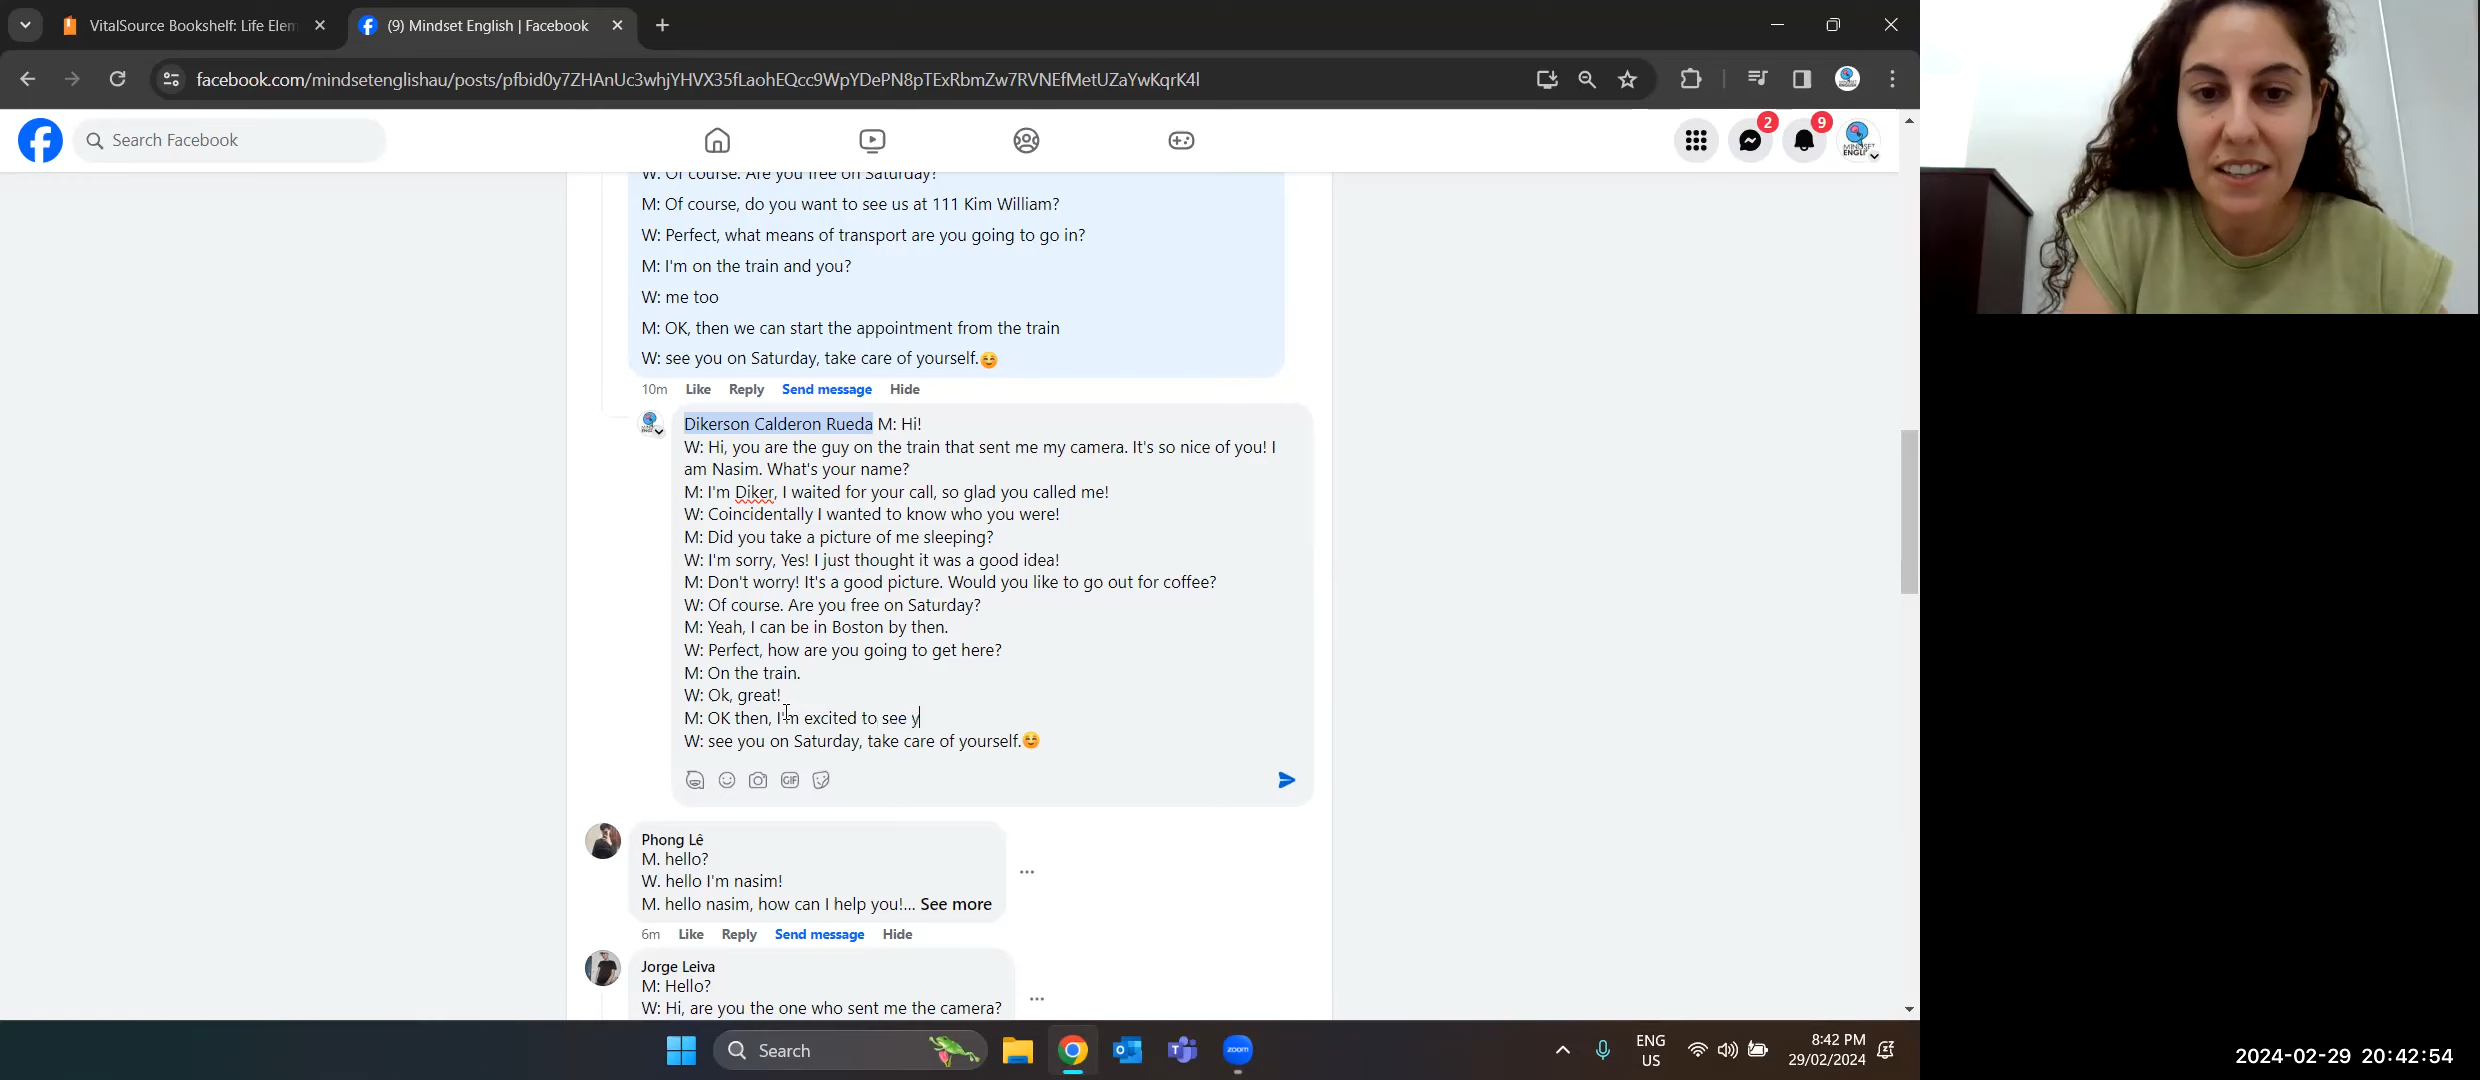 VitalSource Bookshelf: Life Elem
(9) Mindset English | Facebook
facebook.com/mindsetenglishau/posts/pfbid0y7ZHAnUc3whjYHVX35fLaohEQcc9WpYDePN8pTExRbmZw7RVNEfMetUZaYwKqrK4l
Search Facebook
2
9
MINDSET
ENGLISH
W: Of course. Are you free on Saturday?
M: Of course, do you want to see us at 111 Kim William?
W: Perfect, what means of transport are you going to go in?
M: I'm on the train and you?
W: me too
M: OK, then we can start the appointment from the train
W: see you on Saturday, take care of yourself.😊
10m Like Reply Send message Hide
Dikerson Calderon Rueda M: Hi!
W: Hi, you are the guy on the train that sent me my camera. It's so nice of you! I
am Nasim. What's your name?
M: I'm Diker, I waited for your call, so glad you called me!
W: Coincidentally I wanted to know who you were!
M: Did you take a picture of me sleeping?
W: I'm sorry, Yes! I just thought it was a good idea!
M: Don't worry! It's a good picture. Would you like to go out for coffee?
W: Of course. Are you free on Saturday?
M: Yeah, I can be in Boston by then.
W: Perfect, how are you going to get here?
M: On the train.
W: Ok, great!
M: OK then, I'm excited to see y
W: see you on Saturday, take care of yourself.😊
GIF
Phong Lê
M. hello?
W. hello I'm nasim!
M. hello nasim, how can I help you!... See more
6m Like Reply Send message Hide
Jorge Leiva
M: Hello?
W: Hi, are you the one who sent me the camera?
Search
zoom
ENG
US
8:42 PM
29/02/2024
2024-02-29 20:42:54